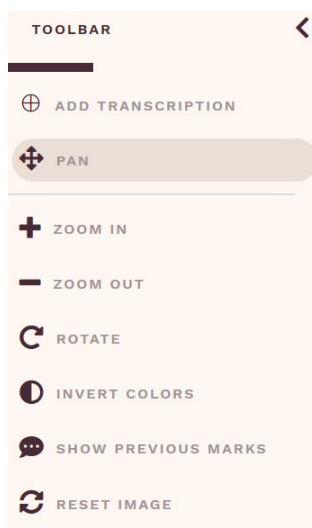 TOOLBAR
ADD TRANSCRIPTION
PAN
ZOOM IN
ZOOM OUT
ROTATE
INVERT COLORS
SHOW PREVIOUS MARKS
RESET IMAGE